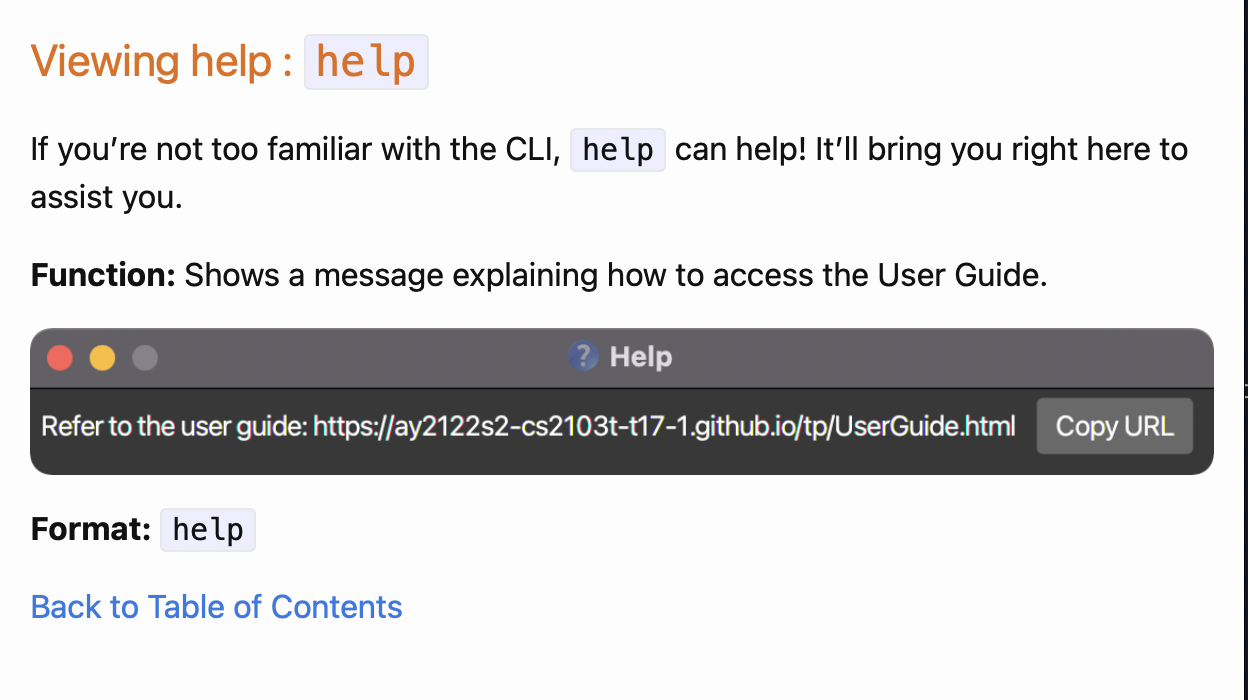 Viewing help : help
If you’re not too familiar with the CLI, help can help! It’ll bring you right here to
assist you.
Function: Shows a message explaining how to access the User Guide.
? Help
Refer to the user guide: https://ay2122s2-cs2103t-t17-1.github.io/tp/UserGuide.html Copy URL
Format: help
Back to Table of Contents